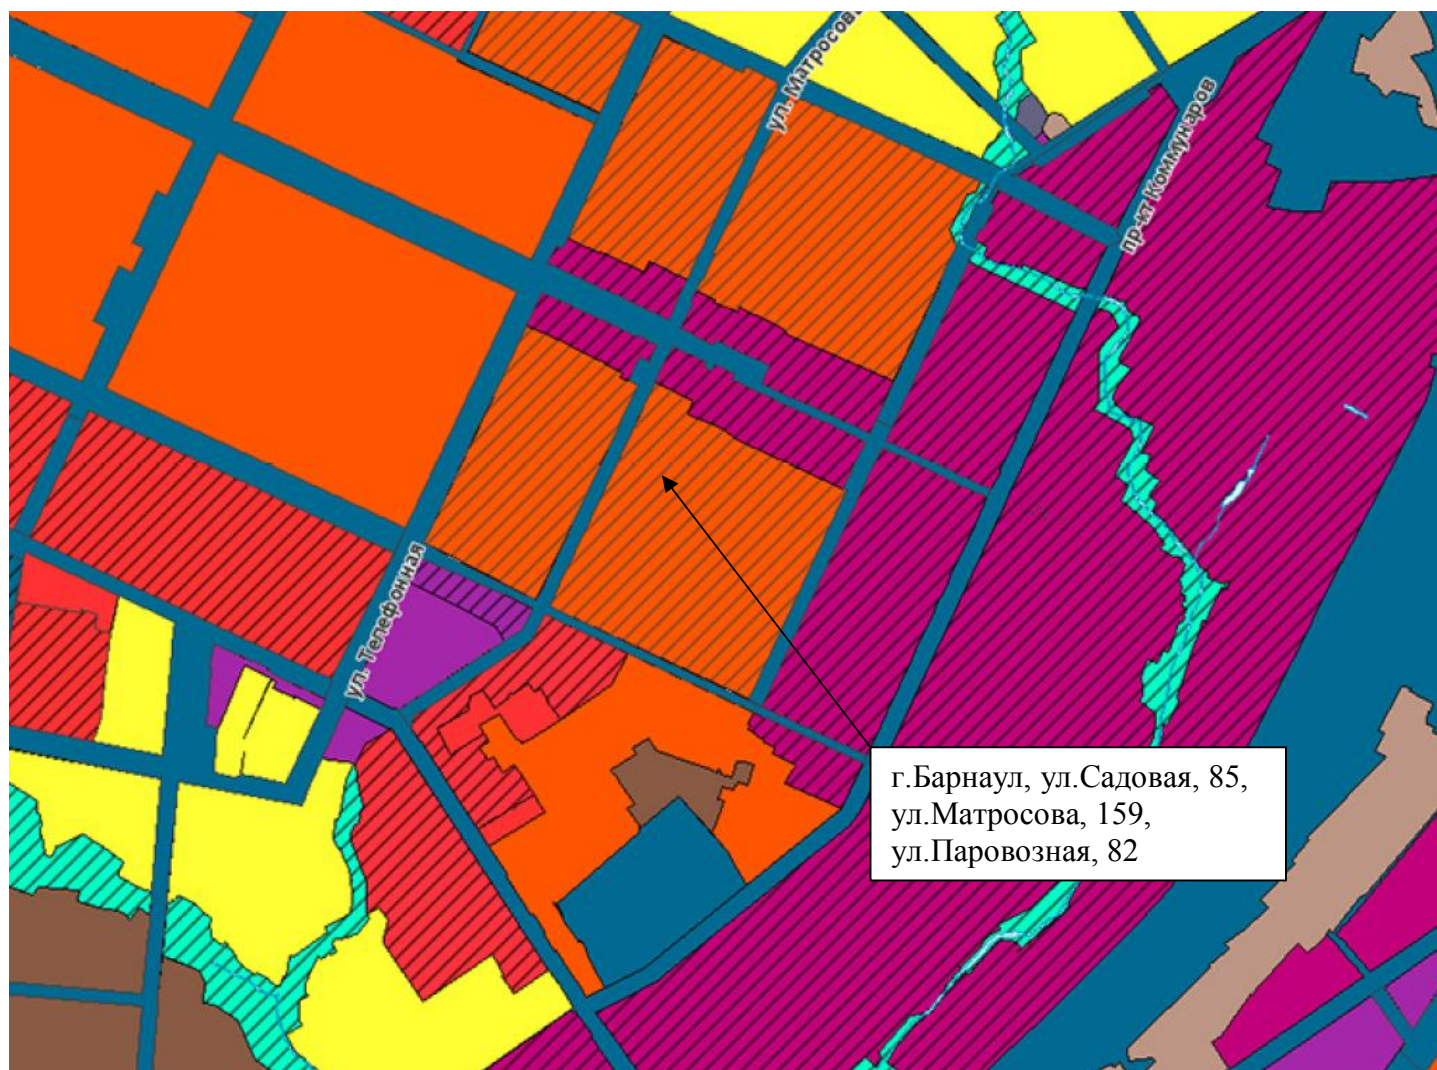 ул. Матросова
пр-кт Коммунаров
ул. Телефонная
г.Барнаул, ул.Садовая, 85,
ул.Матросова, 159,
ул.Паровозная, 82